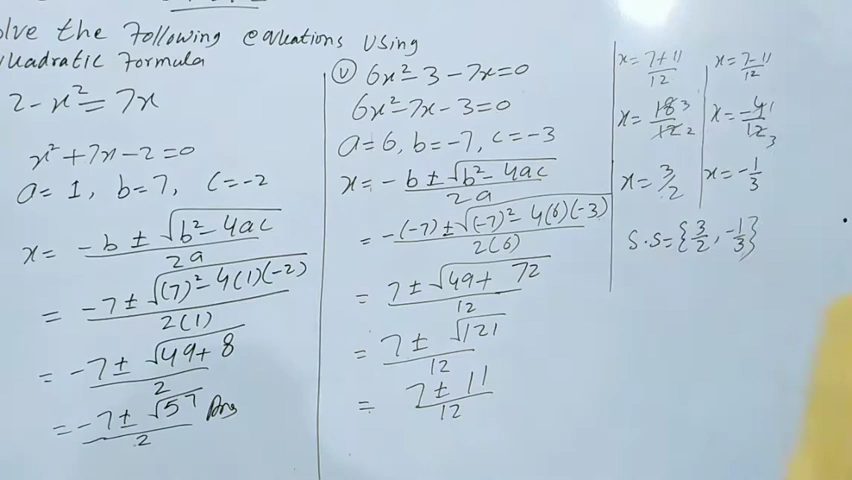 olve the Following equations Using
uadratic Formula
2 - x² = 7x
x² + 7x - 2 = 0
a = 1, b = 7, c = -2
x = -b ± √b² - 4ac / 2a
= -7 ± √(7)² - 4(1)(-2) / 2(1)
= -7 ± √49 + 8 / 2
= -7 ± √57 / 2 Ans
(v) 6x² - 3 - 7x = 0
6x² - 7x - 3 = 0
a = 6, b = -7, c = -3
x = -b ± √b² - 4ac / 2a
= -(-7) ± √(-7)² - 4(6)(-3) / 2(6)
= 7 ± √49 + 72 / 12
= 7 ± √121 / 12
= 7 ± 11 / 12
x = 7 + 11 / 12
x = 18 3 / 12 2
x = 3/2
x = 7 - 11 / 12
x = -4 1 / 12 3
x = -1/3
S.S = {3/2, -1/3}